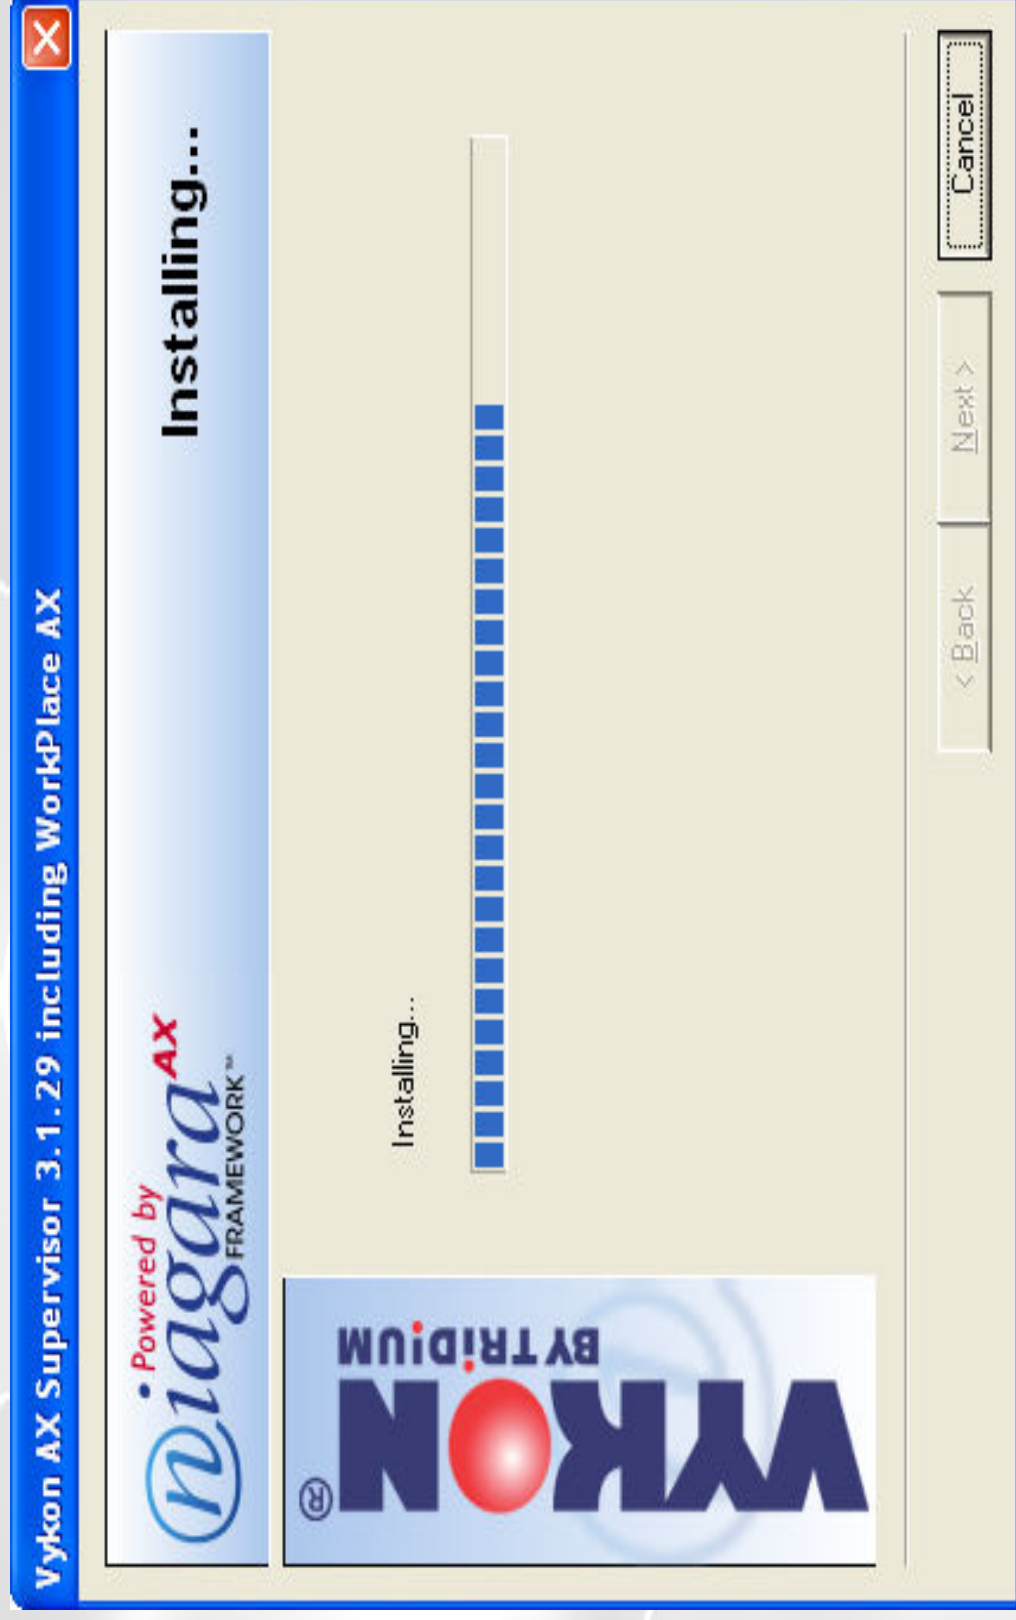 Vykon AX Supervisor 3.1.29 including WorkPlace AX
Powered by
niagara AX
FRAMEWORK™
Installing...
VYKON®
BY TRiDiUM
Installing...
< Back
Next >
Cancel